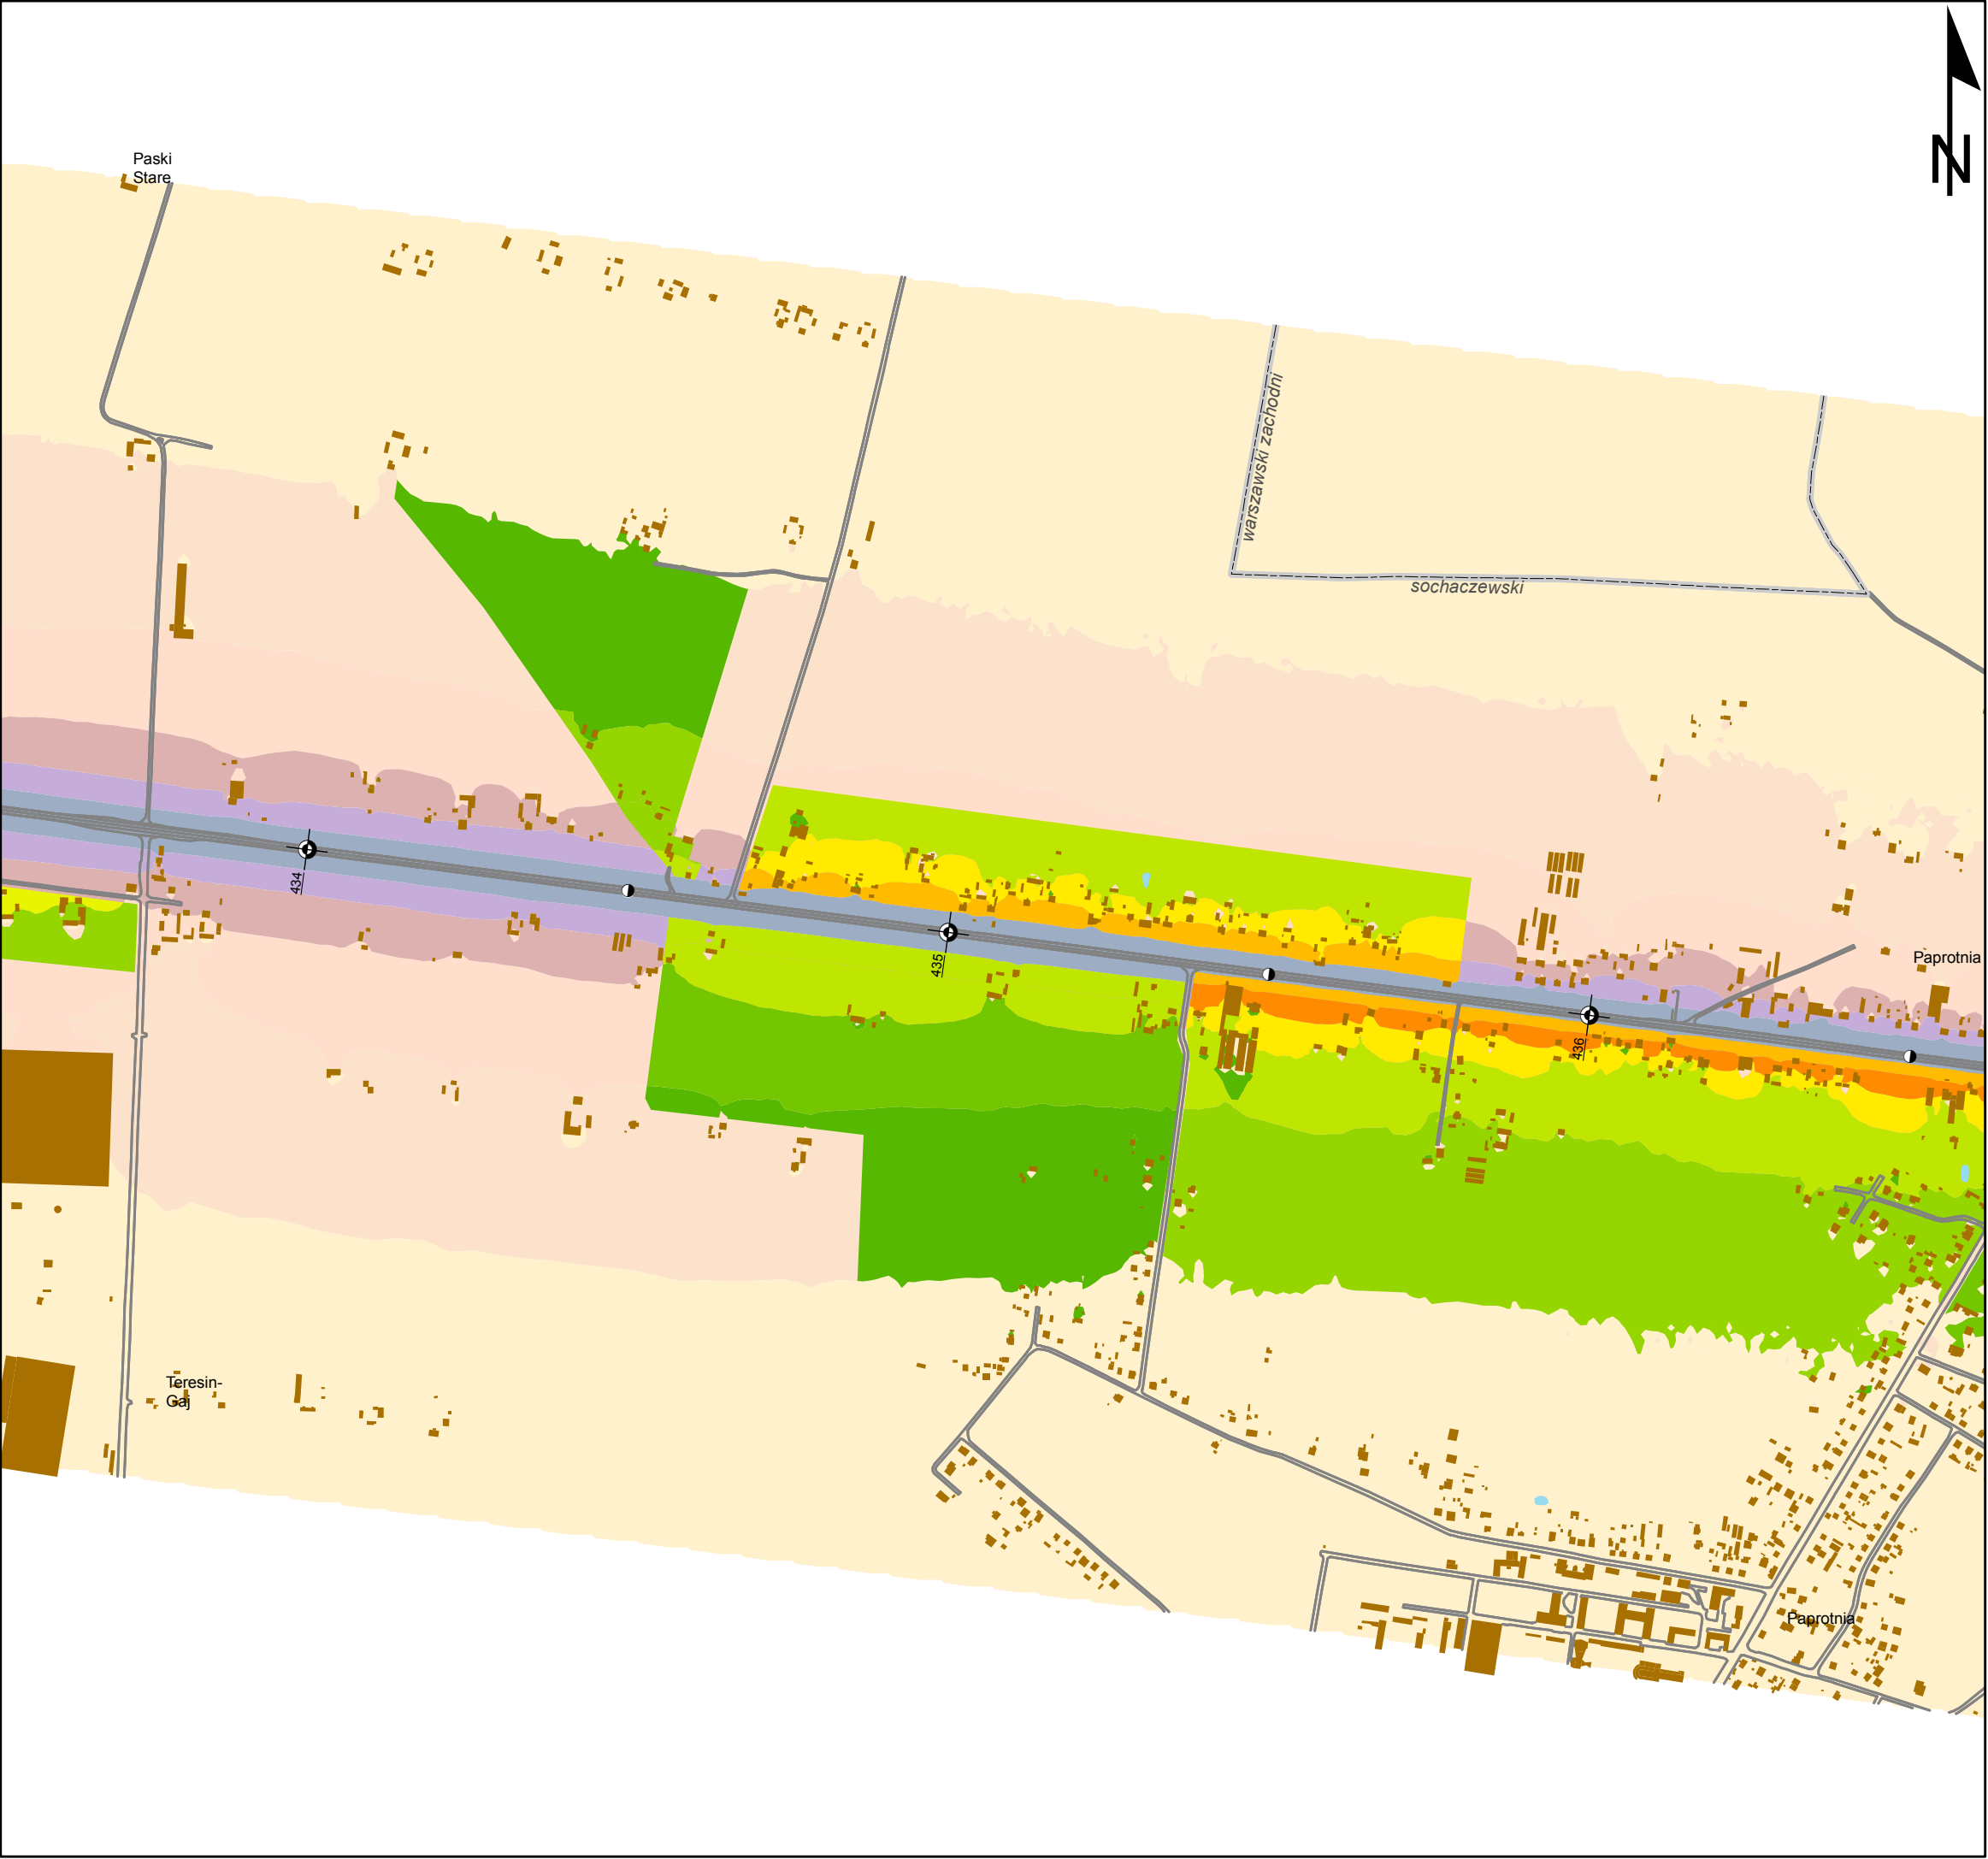 N
Paski
Stare
warszawski zachodni
sochaczewski
434
435
Paprotnia
436
Teresin-
Gaj
Paprotnia